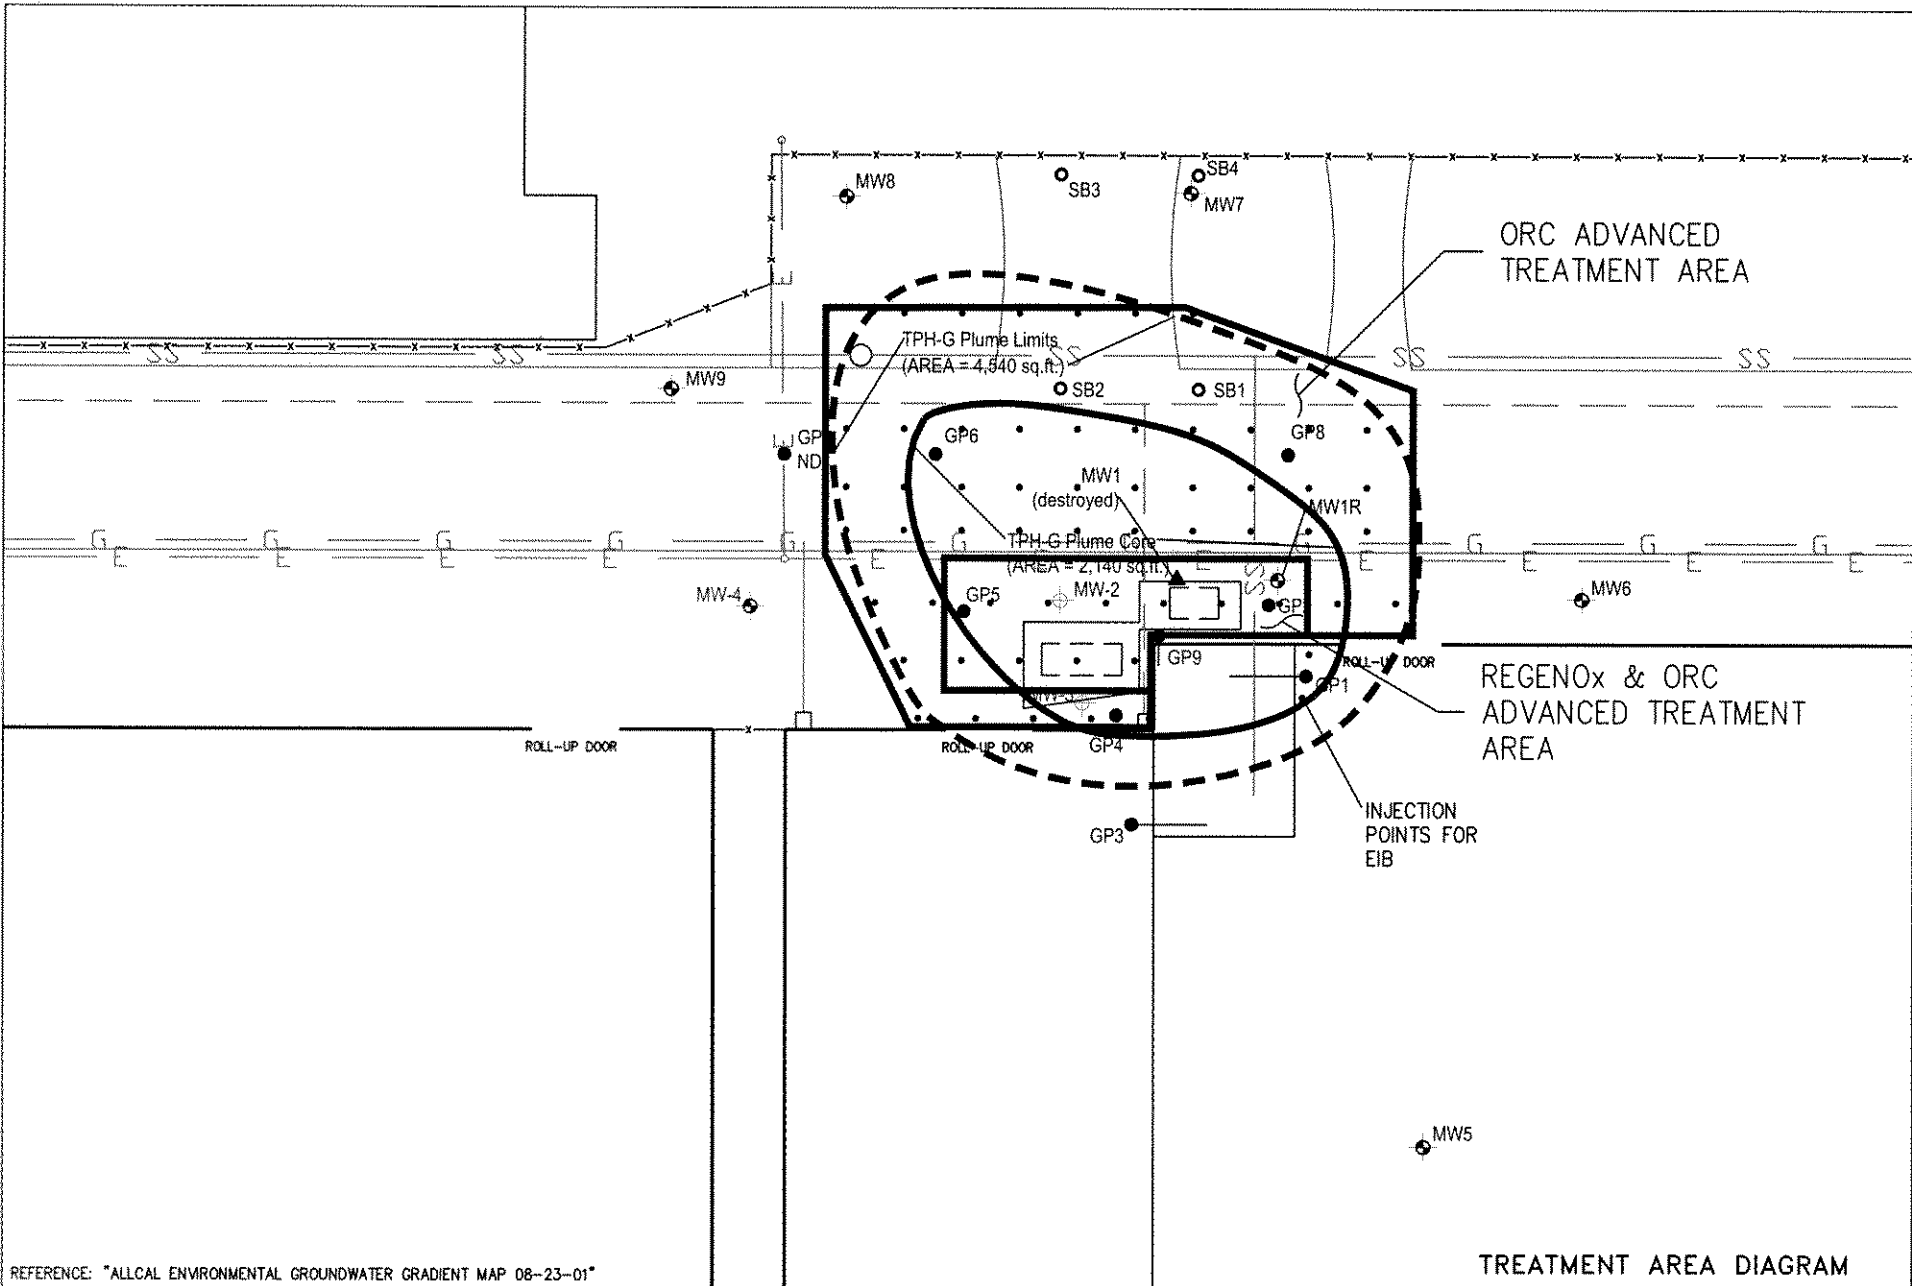 SB4
MW8
SB3
MW7
ORC ADVANCED
TREATMENT AREA
E
TPH-G Plume Limits
(AREA = 4,540 sq.ft.)
SS
SS
SS
SS
SS
MW9
SB2
SB1
GP8
E
GP
ND
GP6
MW1
(destroyed)
MW1R
G
G
G
G
G
G
G
G
G
TPH-G Plume Core
(AREA = 2,140 sq.ft.)
E
E
E
E
E
E
E
E
E
E
SS
MW-4
GP5
MW-2
GP
MW6
GP9
ROLL-UP DOOR
GP1
MW-3
REGENOx & ORC
ADVANCED TREATMENT
AREA
ROLL-UP DOOR
ROLL-UP DOOR
GP4
INJECTION
POINTS FOR
EIB
GP3
MW5
TREATMENT AREA DIAGRAM
REFERENCE: "ALLCAL ENVIRONMENTAL GROUNDWATER GRADIENT MAP 08-23-01"